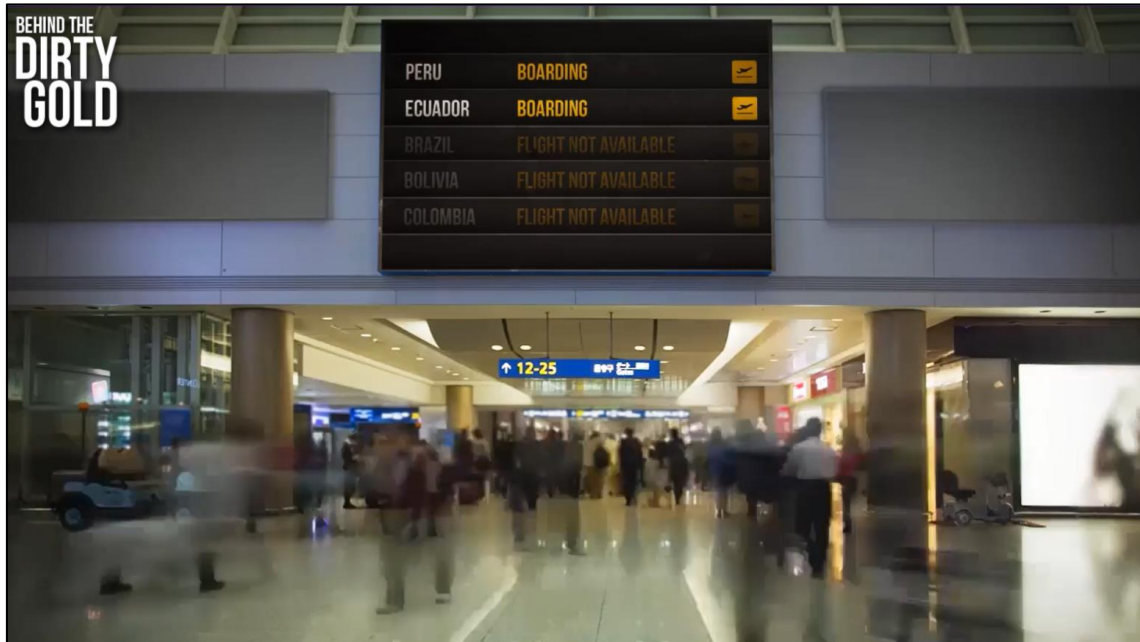 BEHIND THE
DIRTY
GOLD
PERU BOARDING
ECUADOR BOARDING
BRAZIL FLIGHT NOT AVAILABLE
BOLIVIA FLIGHT NOT AVAILABLE
COLOMBIA FLIGHT NOT AVAILABLE
↑ 12-25
Gates